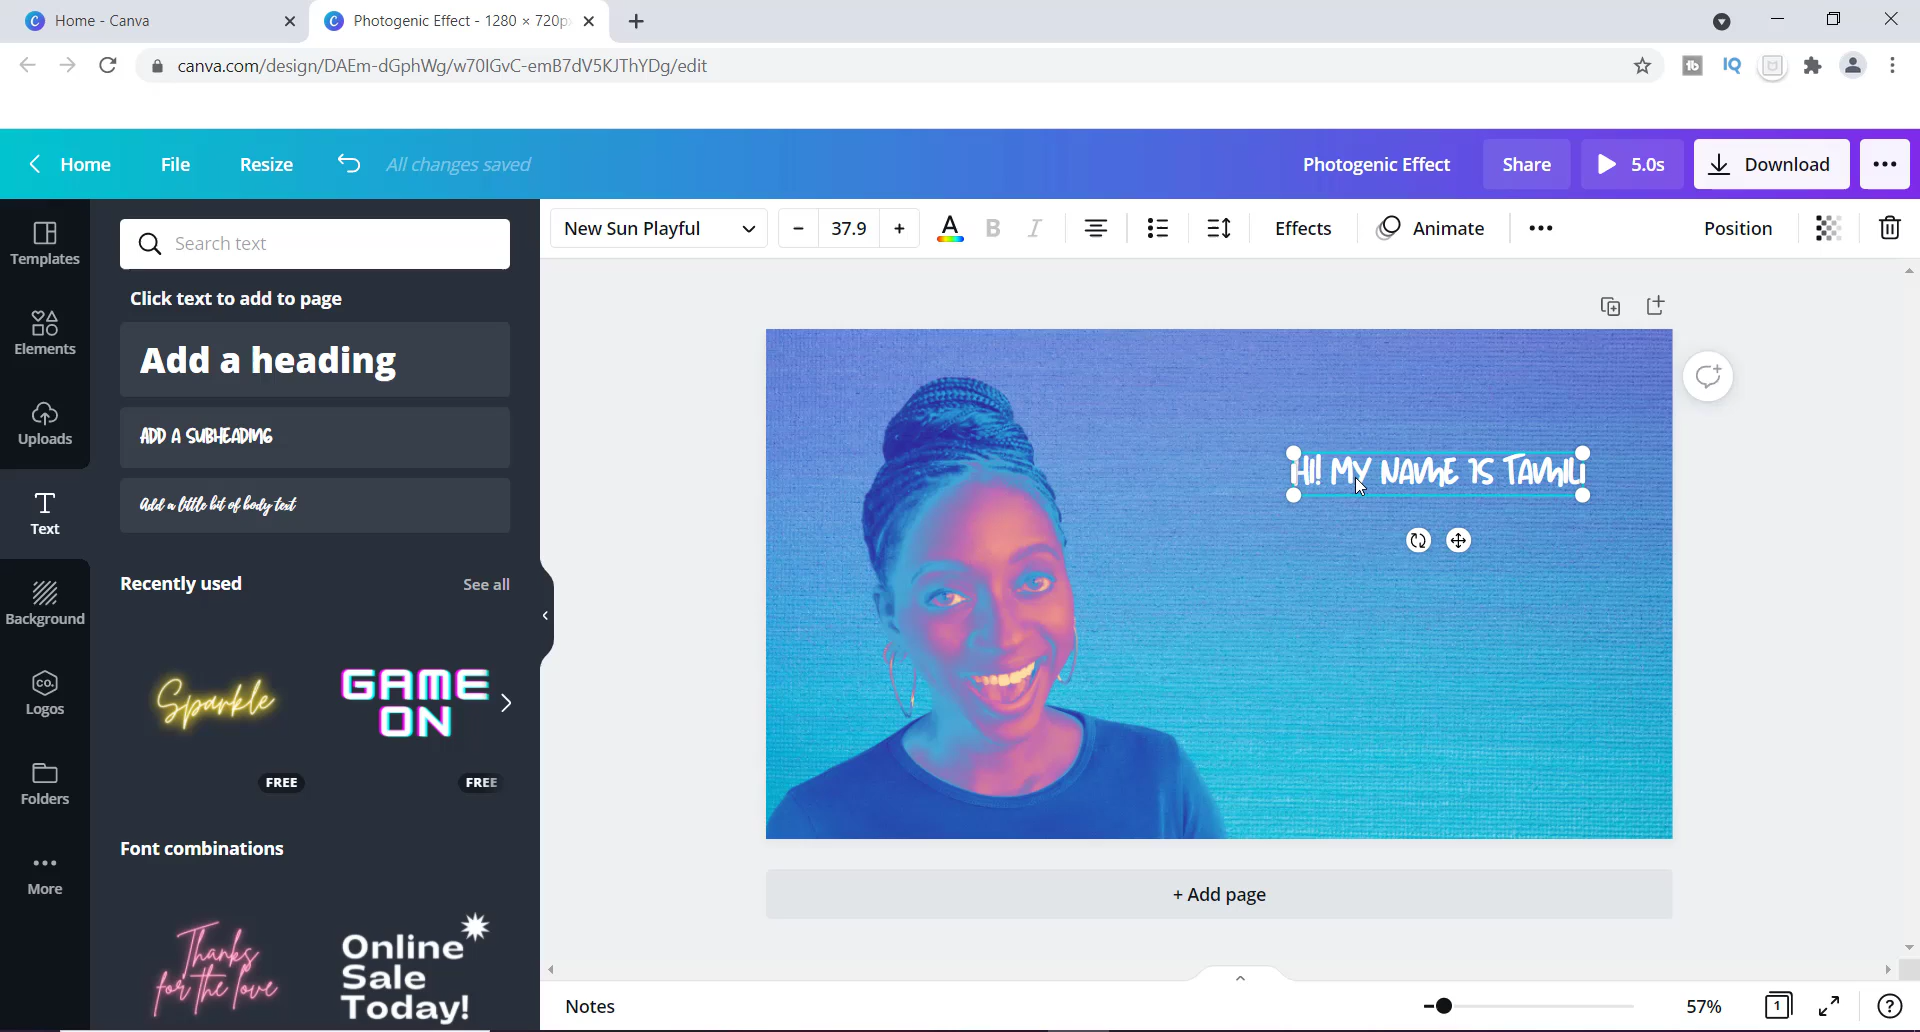 Home - Canva
Photogenic Effect - 1280 × 720p
canva.com/design/DAEm-dGphWg/w70IGvC-emB7dV5KJThYDg/edit
Home File Resize All changes saved Photogenic Effect Share 5.0s Download
Templates
Elements
Uploads
Text
Background
CO.
Logos
Folders
More
Search text
Click text to add to page
Add a heading
ADD A SUBHEADING
Add a little bit of body text
Recently used See all
Sparkle
GAME
ON
FREE FREE
Font combinations
Thanks
for the love
Online
Sale
Today!
New Sun Playful - 37.9 + A B I Effects Animate Position
HI! MY NAME IS TAMILI
+ Add page
Notes 57% 1 ?